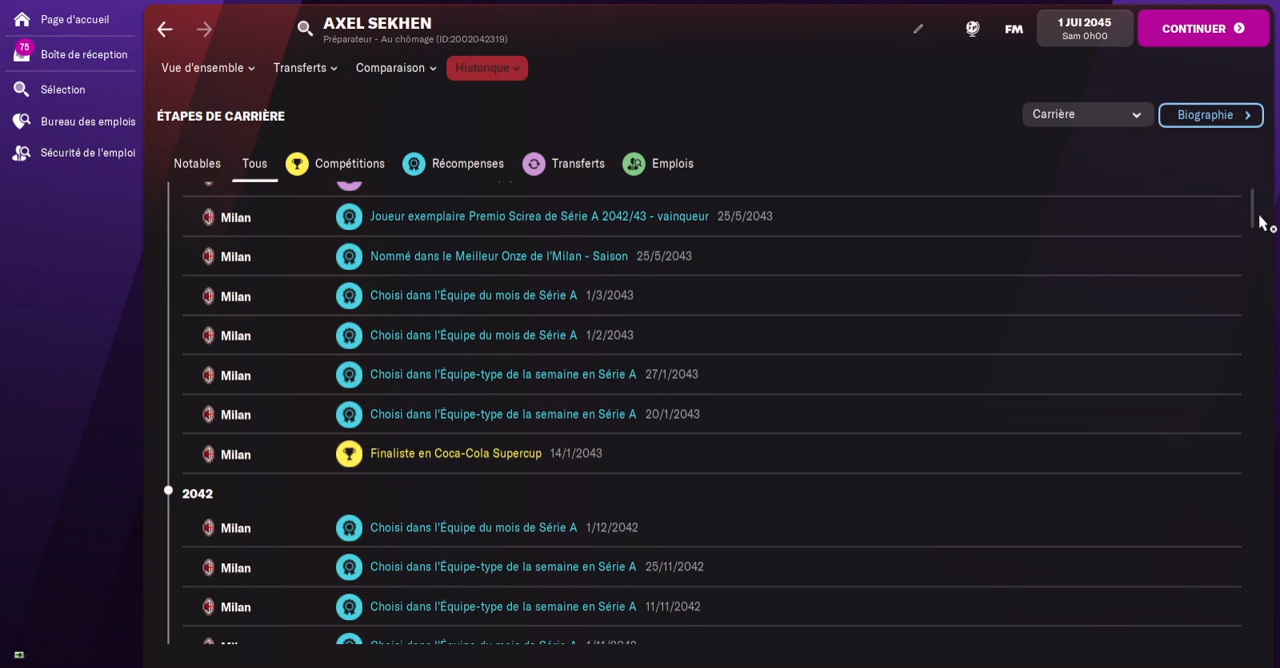 Page d'accueil
75
Boîte de réception
Sélection
Bureau des emplois
Sécurité de l'emploi
AXEL SEKHEN
Préparateur - Au chômage (ID:2002042319)
FM
1 JUI 2045
Sam 0h00
CONTINUER
Vue d'ensemble
Transferts
Comparaison
Historique
ÉTAPES DE CARRIÈRE
Carrière
Biographie
Notables
Tous
Compétitions
Récompenses
Transferts
Emplois
Milan Joueur exemplaire Premio Scirea de Série A 2042/43 - vainqueur 25/5/2043
Milan Nommé dans le Meilleur Onze de l'Milan - Saison 25/5/2043
Milan Choisi dans l'Équipe du mois de Série A 1/3/2043
Milan Choisi dans l'Équipe du mois de Série A 1/2/2043
Milan Choisi dans l'Équipe-type de la semaine en Série A 27/1/2043
Milan Choisi dans l'Équipe-type de la semaine en Série A 20/1/2043
Milan Finaliste en Coca-Cola Supercup 14/1/2043
2042
Milan Choisi dans l'Équipe du mois de Série A 1/12/2042
Milan Choisi dans l'Équipe-type de la semaine en Série A 25/11/2042
Milan Choisi dans l'Équipe-type de la semaine en Série A 11/11/2042